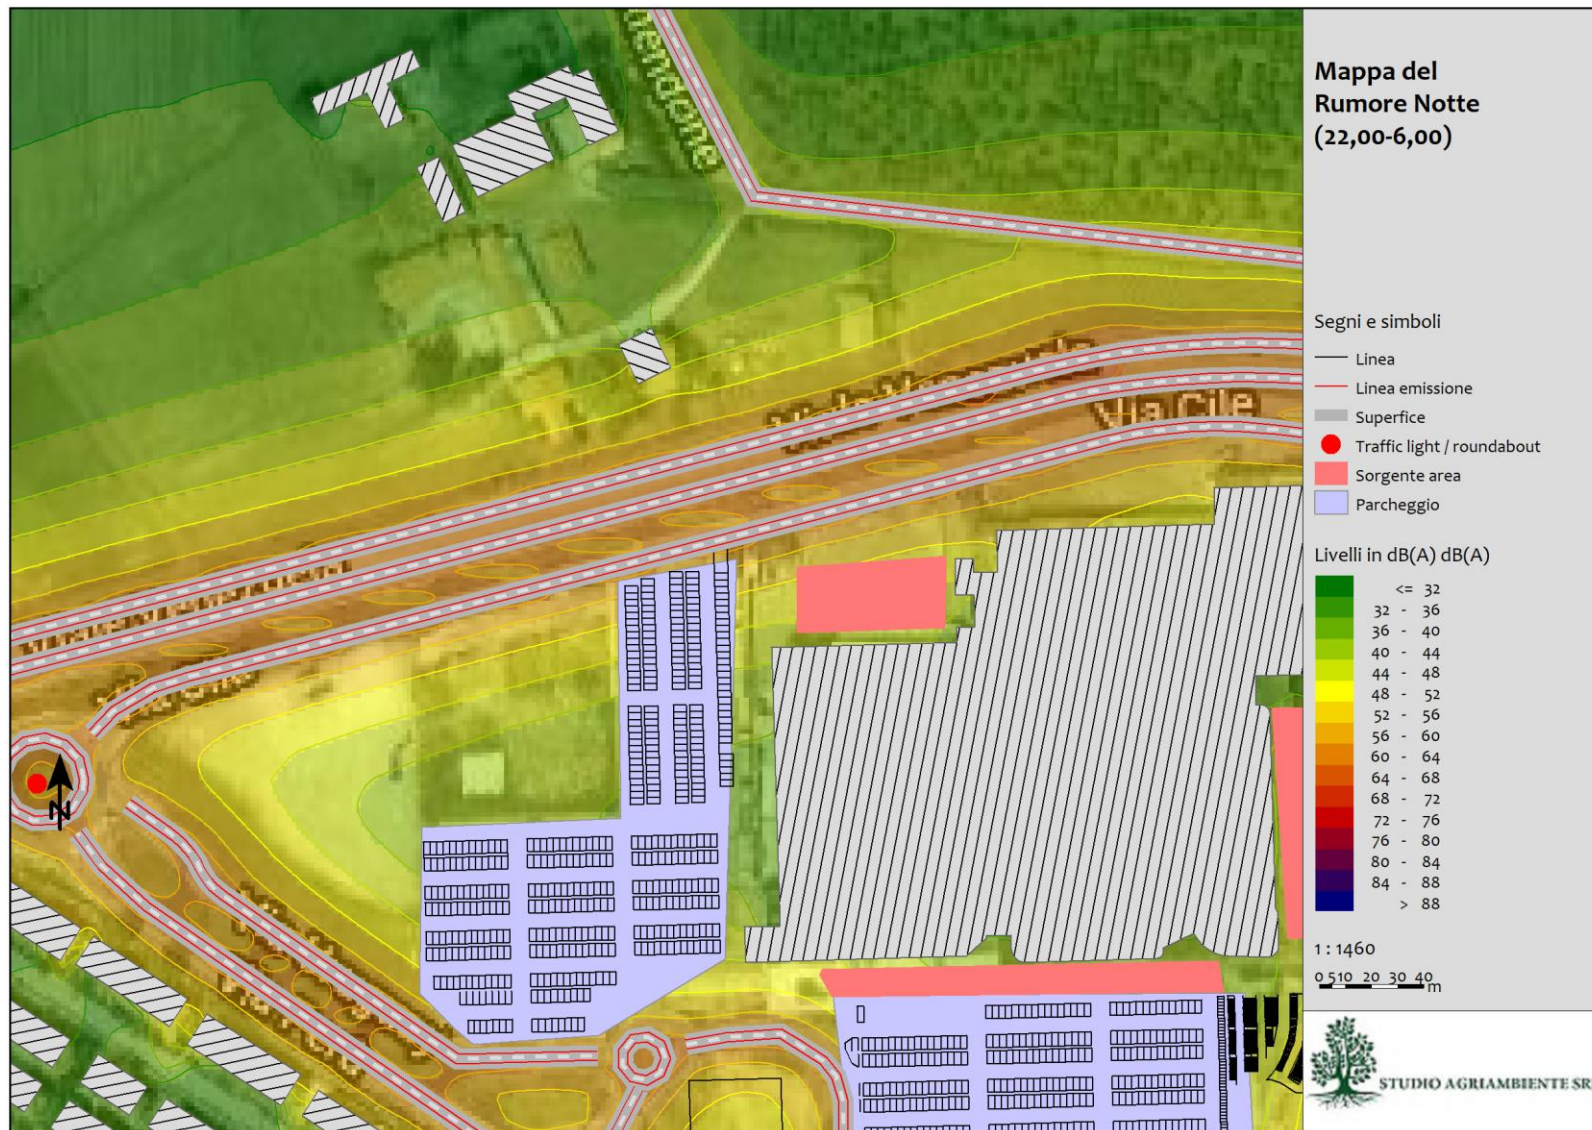 Mappa del
Rumore Notte
(22,00-6,00)
Segni e simboli
Linea
Linea emissione
Superfice
Traffic light / roundabout
Sorgente area
Parcheggio
Livelli in dB(A) dB(A)
<= 32
32 - 36
36 - 40
40 - 44
44 - 48
48 - 52
52 - 56
56 - 60
60 - 64
64 - 68
68 - 72
72 - 76
76 - 80
80 - 84
84 - 88
> 88
1 : 1460
0 5 10 20 30 40
m
STUDIO AGRIAMBIENTE SR
Via Cile
N